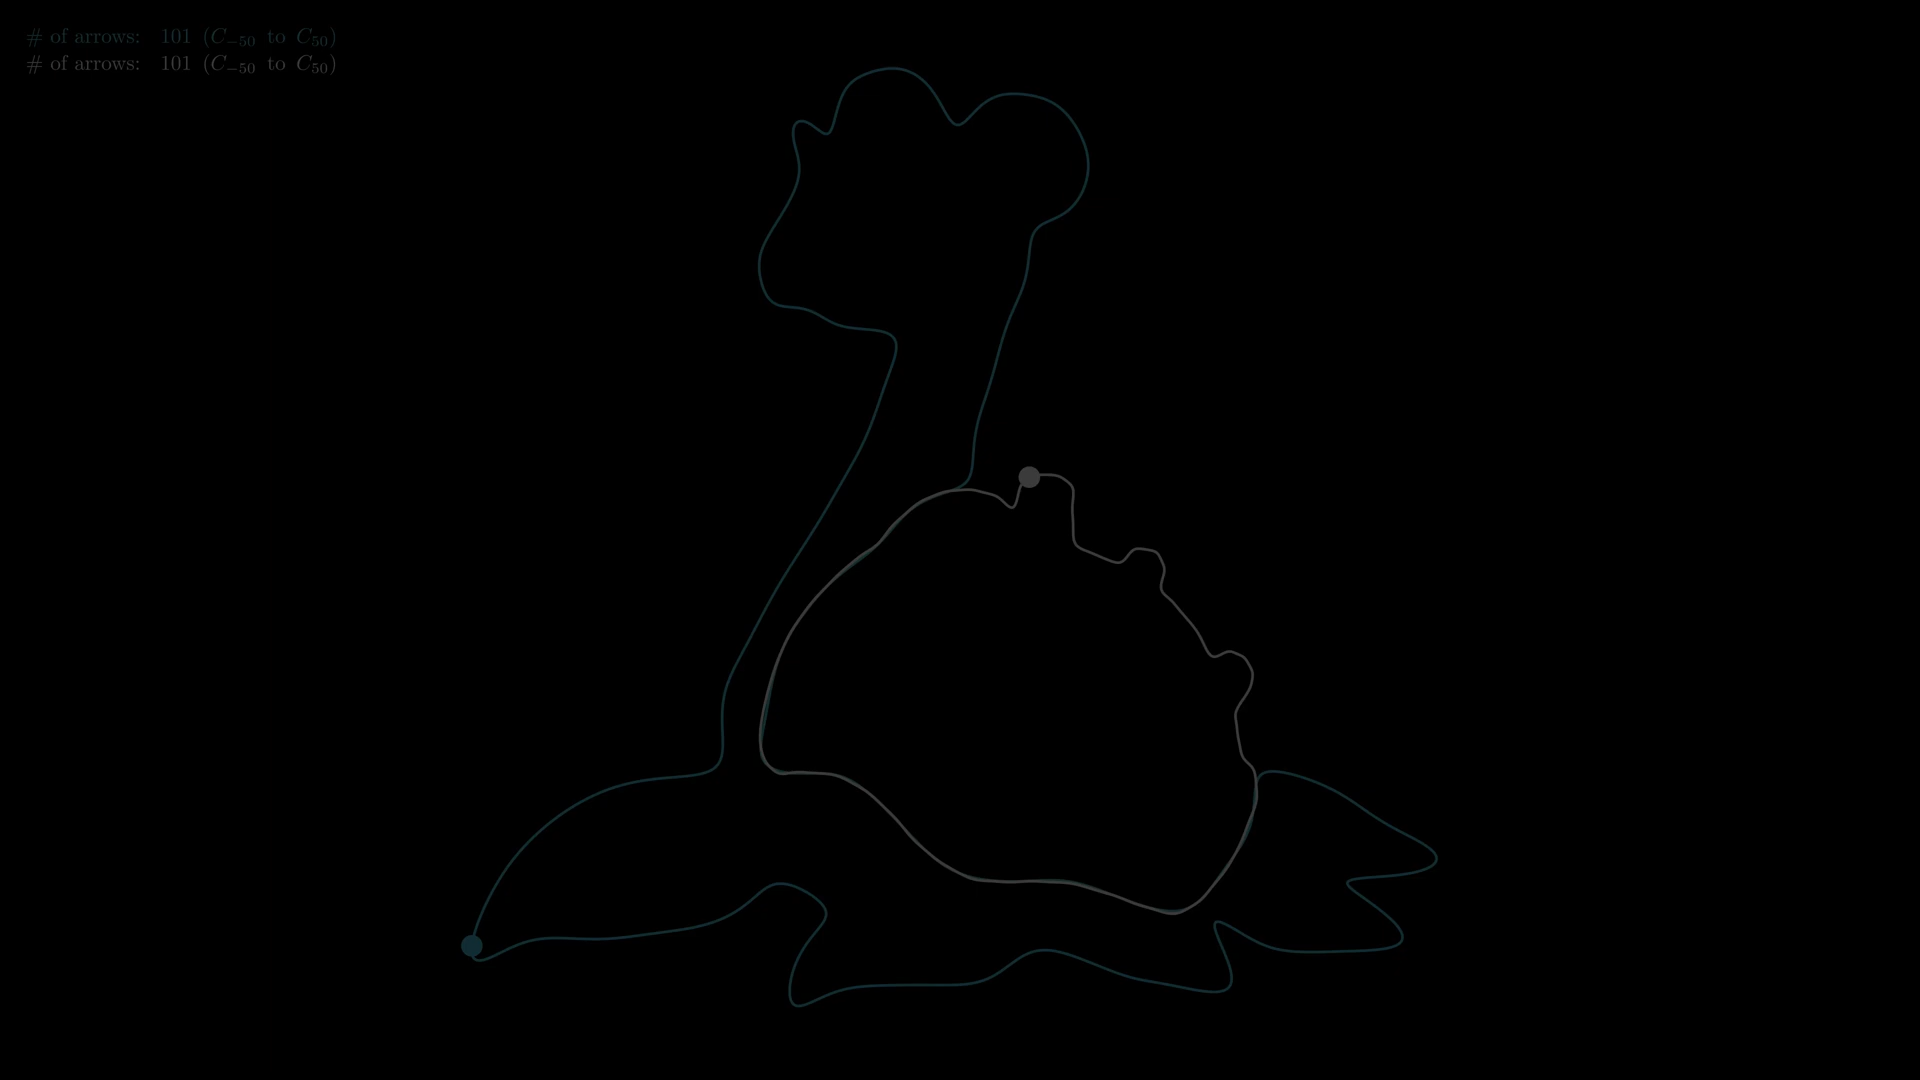 # of arrows: 101 (C₋₅₀ to C₅₀)
# of arrows: 101 (C₋₅₀ to C₅₀)